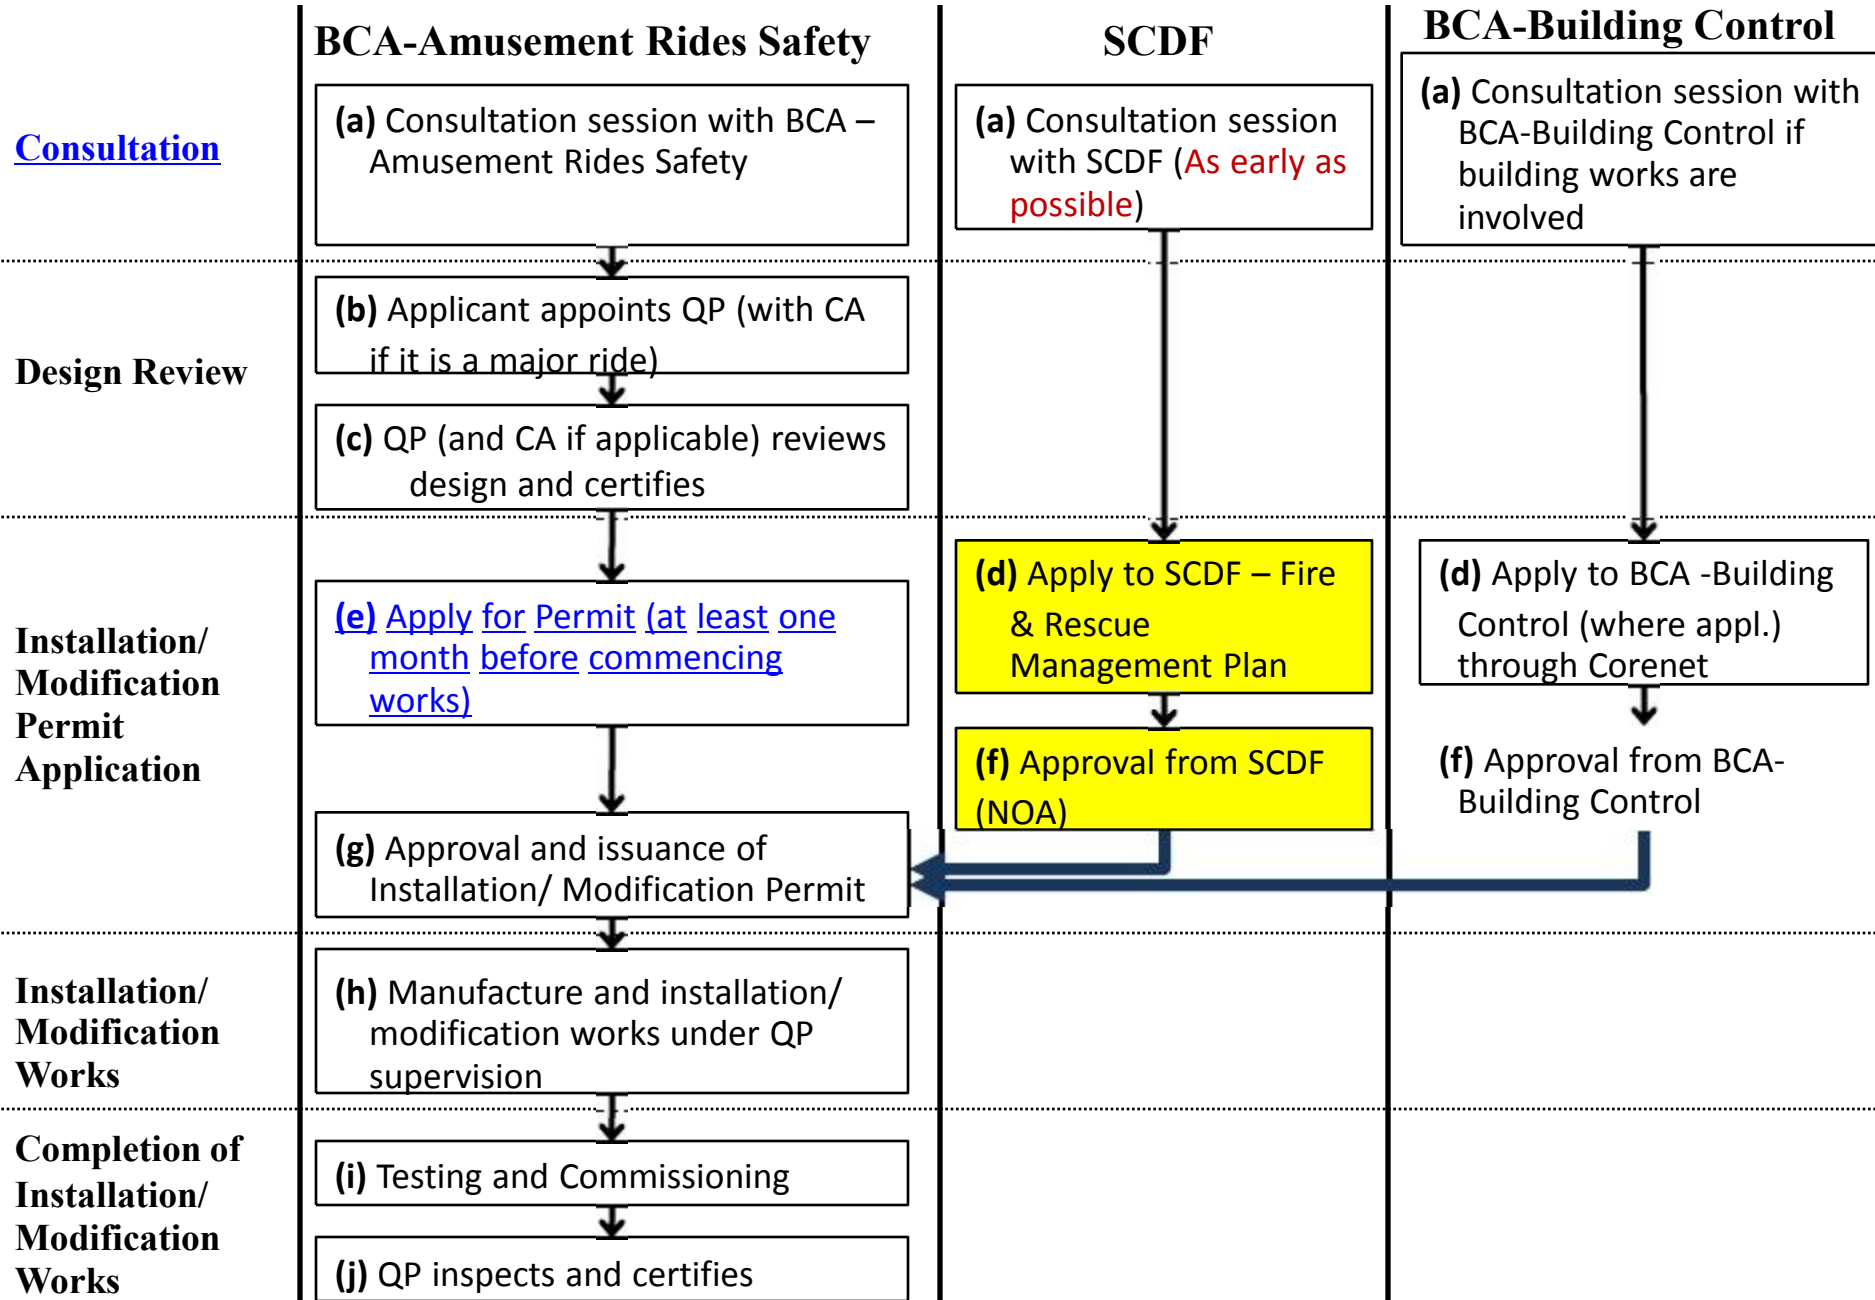 BCA-Amusement Rides Safety
SCDF
BCA-Building Control
Consultation
(a) Consultation session with BCA –
Amusement Rides Safety
(a) Consultation session
with SCDF (As early as
possible)
(a) Consultation session with
BCA-Building Control if
building works are
involved
Design Review
(b) Applicant appoints QP (with CA
if it is a major ride)
(c) QP (and CA if applicable) reviews
design and certifies
Installation/
Modification
Permit
Application
(e) Apply for Permit (at least one
month before commencing
works)
(d) Apply to SCDF – Fire
& Rescue
Management Plan
(d) Apply to BCA -Building
Control (where appl.)
through Corenet
(f) Approval from SCDF
(NOA)
(f) Approval from BCA-
Building Control
(g) Approval and issuance of
Installation/ Modification Permit
Installation/
Modification
Works
(h) Manufacture and installation/
modification works under QP
supervision
Completion of
Installation/
Modification
Works
(i) Testing and Commissioning
(j) QP inspects and certifies